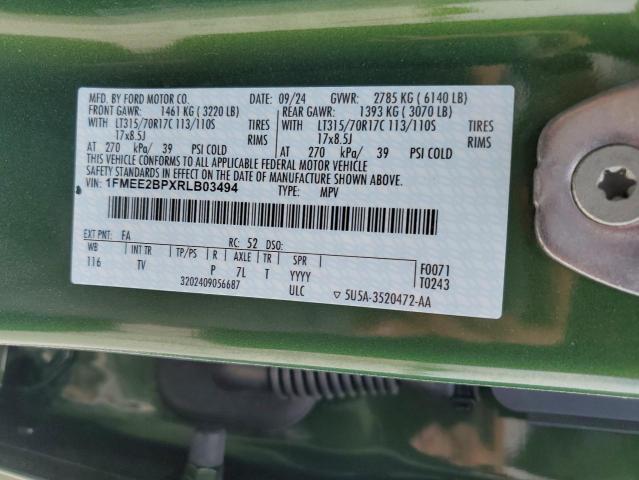 MFD. BY FORD MOTOR CO.
DATE: 09/24 GVWR: 2785 KG ( 6140 LB)
FRONT GAWR: 1461 KG ( 3220 LB) REAR GAWR: 1393 KG ( 3070 LB)
WITH LT315/70R17C 113/110S TIRES WITH LT315/70R17C 113/110S TIRES
17x8.5J RIMS 17x8.5J RIMS
AT 270 kPa/ 39 PSI COLD AT 270 kPa/ 39 PSI COLD
THIS VEHICLE CONFORMS TO ALL APPLICABLE FEDERAL MOTOR VEHICLE
SAFETY STANDARDS IN EFFECT ON THE DATE OF MANUFACTURE SHOWN ABOVE.
VIN: 1FMEE2BPXRLB03494 TYPE: MPV
EXT PNT: FA RC: 52 DSO:
WB INT TR TP/PS R AXLE TR SPR F0071
116 TV P 7L T YYYY T0243
3202409056687 ULC ▽ 5U5A-3520472-AA